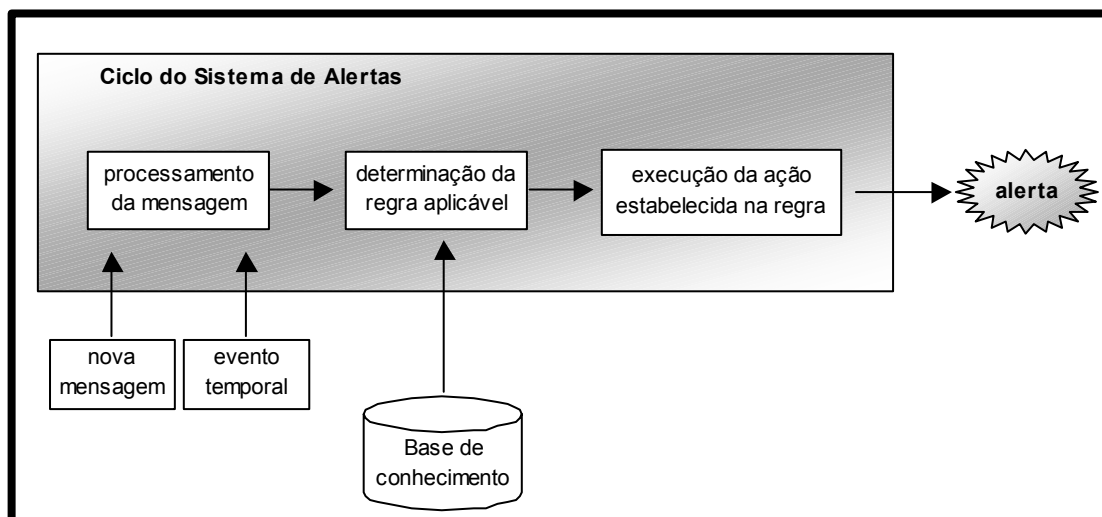 Ciclo do Sistema de Alertas
processamento
da mensagem
determinação da
regra aplicável
execução da ação
estabelecida na regra
alerta
nova
mensagem
evento
temporal
Base de
conhecimento